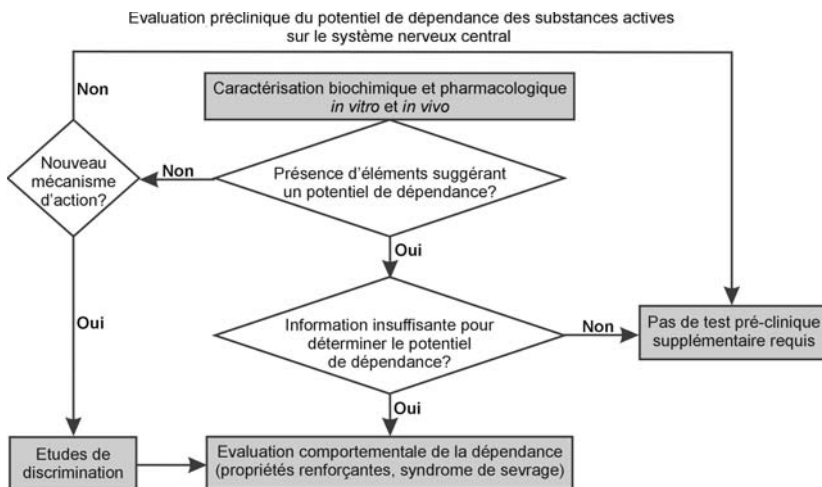 Evaluation préclinique du potentiel de dépendance des substances actives
sur le système nerveux central
Non
Caractérisation biochimique et pharmacologique
in vitro et in vivo
Nouveau
mécanisme
d'action?
Non
Présence d'éléments suggérant
un potentiel de dépendance?
Oui
Oui
Information insuffisante pour
déterminer le potentiel
de dépendance?
Non
Pas de test pré-clinique
supplémentaire requis
Oui
Etudes de
discrimination
Evaluation comportementale de la dépendance
(propriétés renforçantes, syndrome de sevrage)